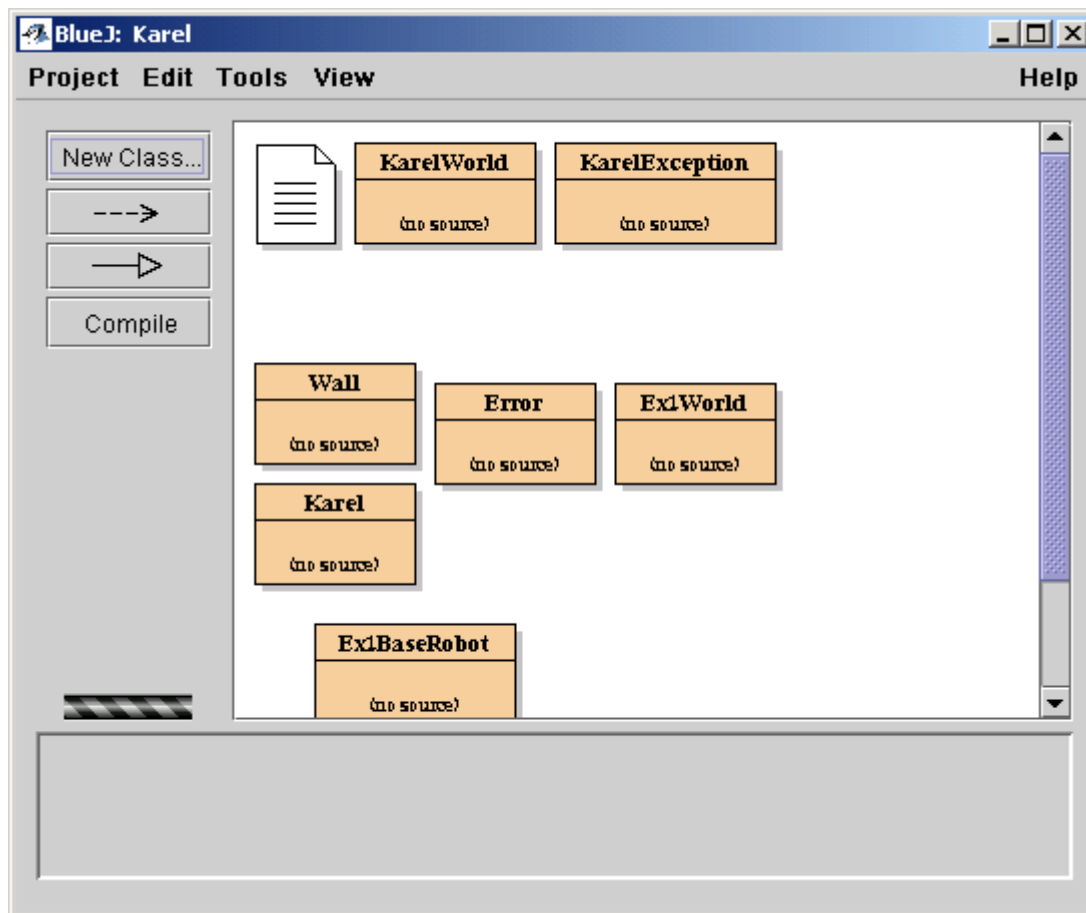 BlueJ: Karel
Project Edit Tools View Help
New Class...
Compile
KarelWorld
(no source)
KarelException
(no source)
Wall
(no source)
Error
(no source)
Ex1World
(no source)
Karel
(no source)
Ex1BaseRobot
(no source)